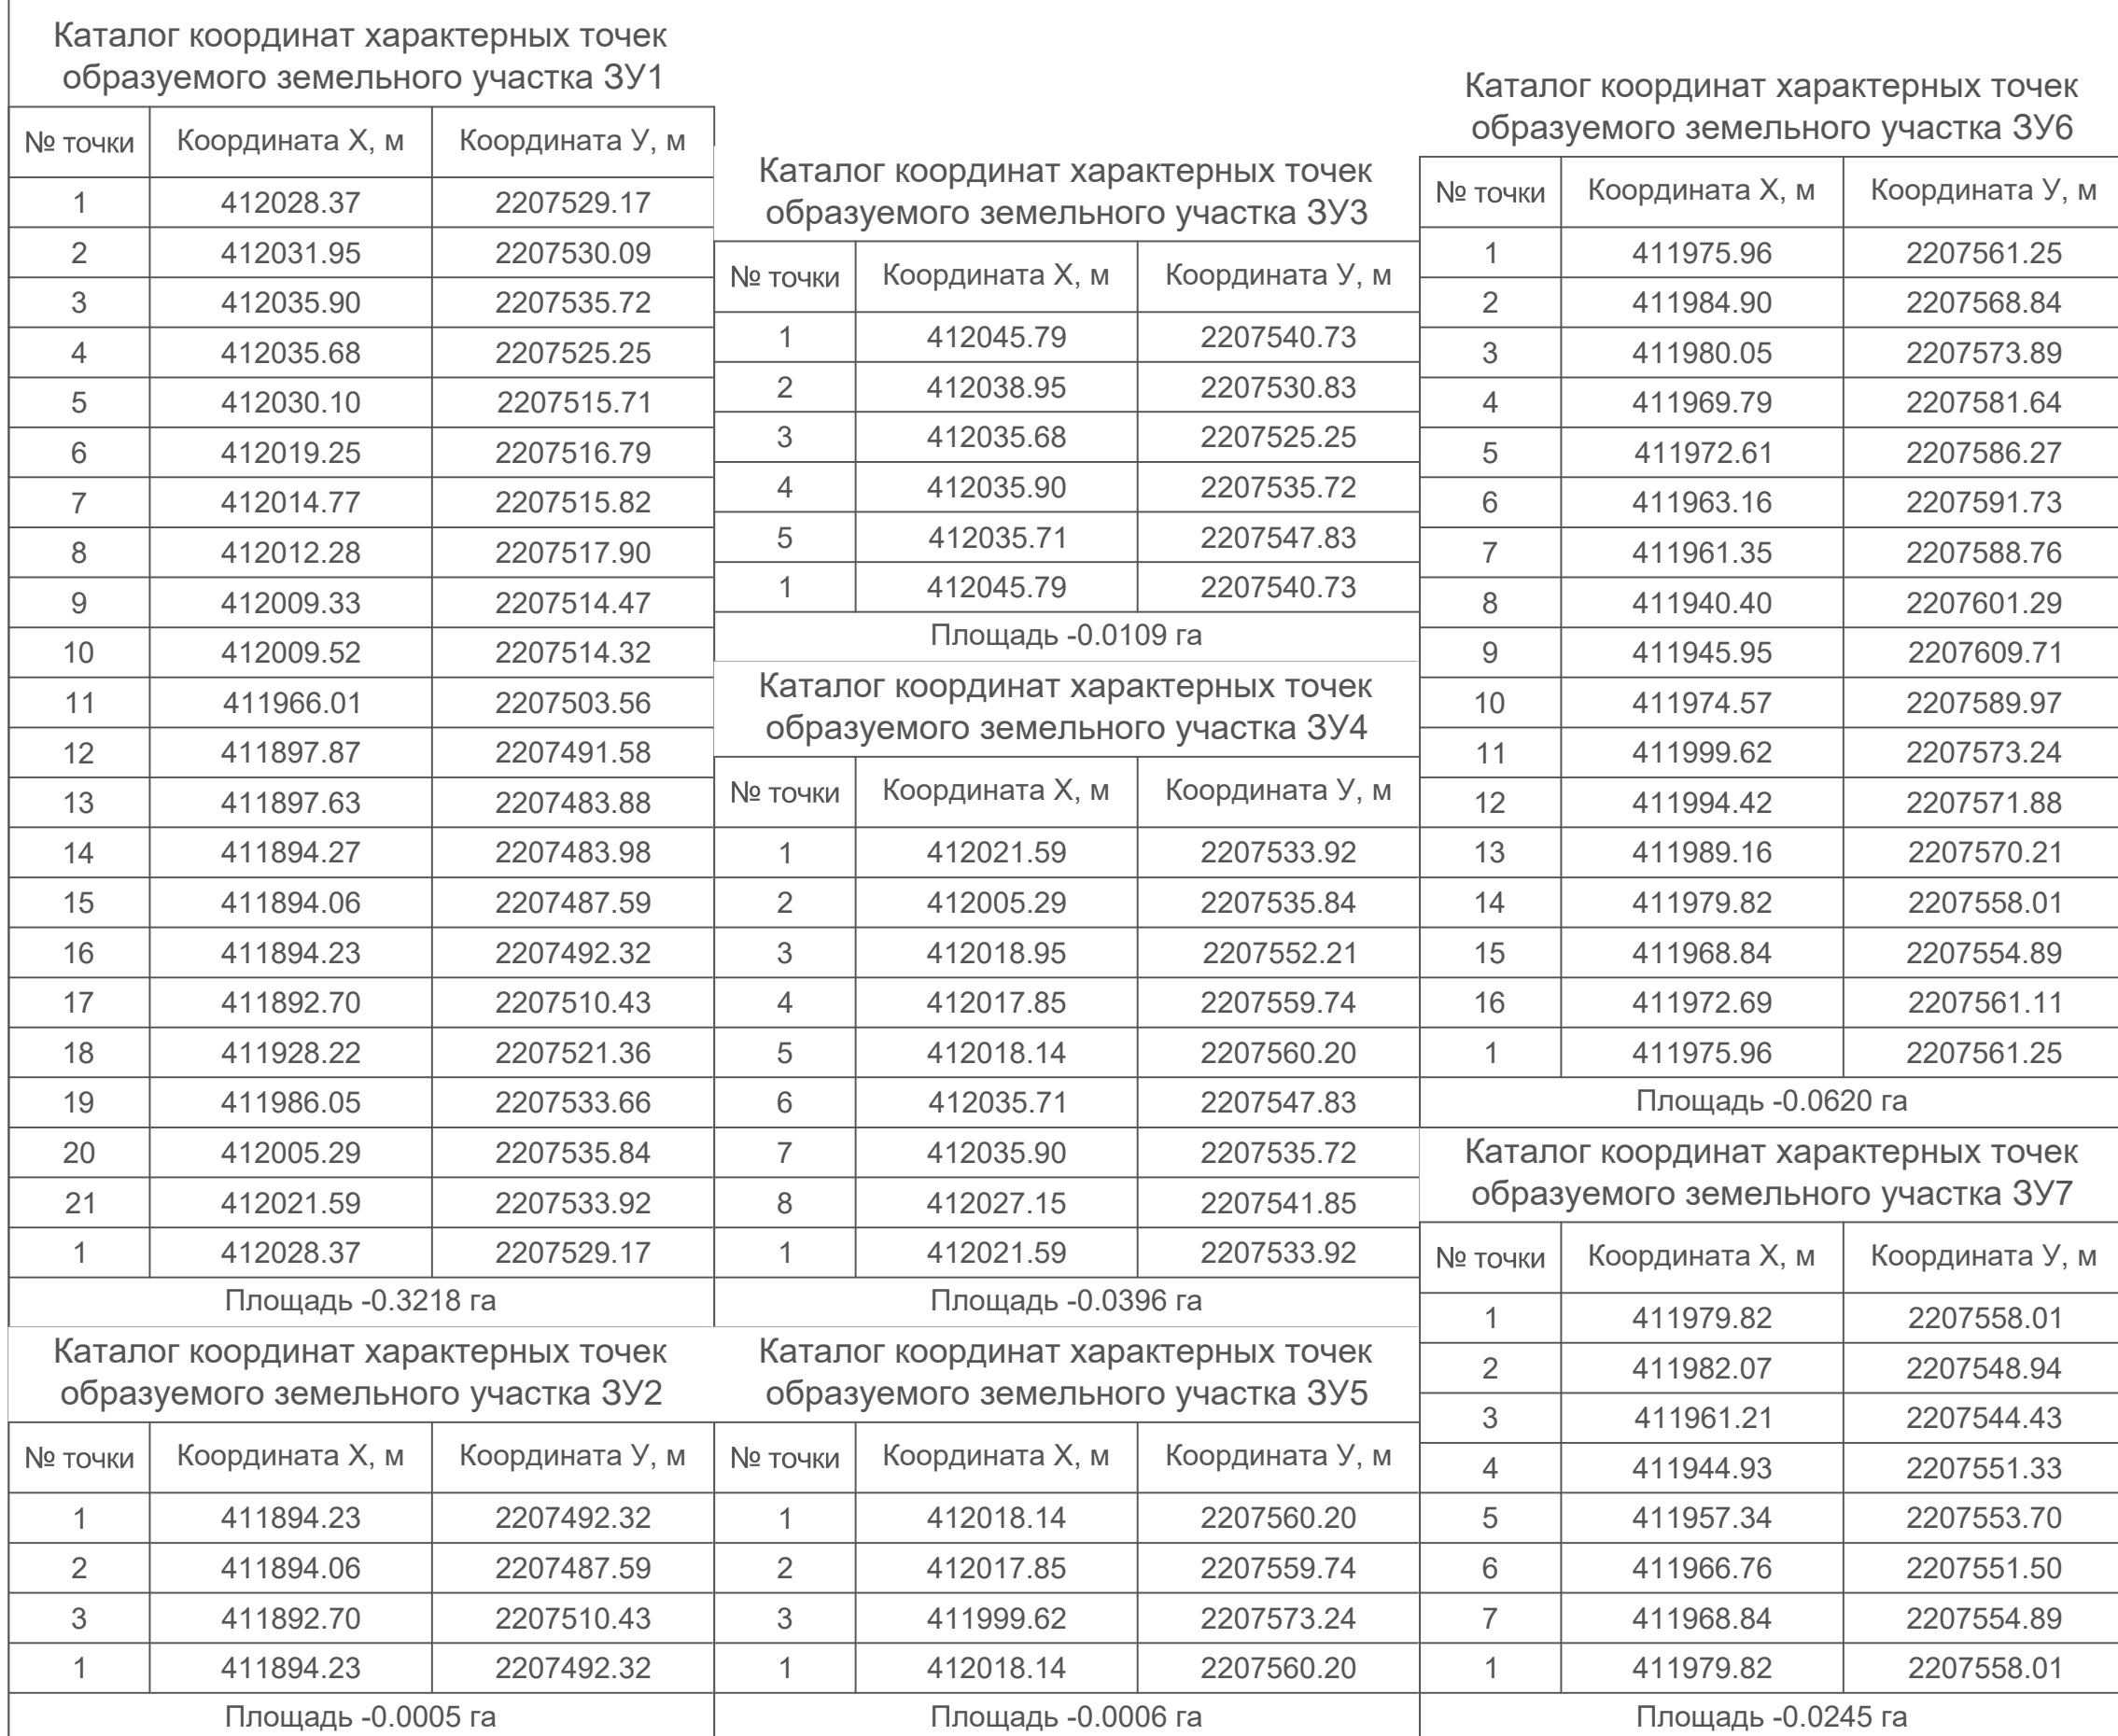 Каталог координат характерных точек
образуемого земельного участка ЗУ1
№ точки Координата Х, м Координата У, м
1 412028.37 2207529.17
2 412031.95 2207530.09
3 412035.90 2207535.72
4 412035.68 2207525.25
5 412030.10 2207515.71
6 412019.25 2207516.79
7 412014.77 2207515.82
8 412012.28 2207517.90
9 412009.33 2207514.47
10 412009.52 2207514.32
11 411966.01 2207503.56
12 411897.87 2207491.58
13 411897.63 2207483.88
14 411894.27 2207483.98
15 411894.06 2207487.59
16 411894.23 2207492.32
17 411892.70 2207510.43
18 411928.22 2207521.36
19 411986.05 2207533.66
20 412005.29 2207535.84
21 412021.59 2207533.92
1 412028.37 2207529.17
Площадь -0.3218 га
Каталог координат характерных точек
образуемого земельного участка ЗУ2
№ точки Координата Х, м Координата У, м
1 411894.23 2207492.32
2 411894.06 2207487.59
3 411892.70 2207510.43
1 411894.23 2207492.32
Площадь -0.0005 га
Каталог координат характерных точек
образуемого земельного участка ЗУ3
№ точки Координата Х, м Координата У, м
1 412045.79 2207540.73
2 412038.95 2207530.83
3 412035.68 2207525.25
4 412035.90 2207535.72
5 412035.71 2207547.83
1 412045.79 2207540.73
Площадь -0.0109 га
Каталог координат характерных точек
образуемого земельного участка ЗУ4
№ точки Координата Х, м Координата У, м
1 412021.59 2207533.92
2 412005.29 2207535.84
3 412018.95 2207552.21
4 412017.85 2207559.74
5 412018.14 2207560.20
6 412035.71 2207547.83
7 412035.90 2207535.72
8 412027.15 2207541.85
1 412021.59 2207533.92
Площадь -0.0396 га
Каталог координат характерных точек
образуемого земельного участка ЗУ5
№ точки Координата Х, м Координата У, м
1 412018.14 2207560.20
2 412017.85 2207559.74
3 411999.62 2207573.24
1 412018.14 2207560.20
Площадь -0.0006 га
Каталог координат характерных точек
образуемого земельного участка ЗУ6
№ точки Координата Х, м Координата У, м
1 411975.96 2207561.25
2 411984.90 2207568.84
3 411980.05 2207573.89
4 411969.79 2207581.64
5 411972.61 2207586.27
6 411963.16 2207591.73
7 411961.35 2207588.76
8 411940.40 2207601.29
9 411945.95 2207609.71
10 411974.57 2207589.97
11 411999.62 2207573.24
12 411994.42 2207571.88
13 411989.16 2207570.21
14 411979.82 2207558.01
15 411968.84 2207554.89
16 411972.69 2207561.11
1 411975.96 2207561.25
Площадь -0.0620 га
Каталог координат характерных точек
образуемого земельного участка ЗУ7
№ точки Координата Х, м Координата У, м
1 411979.82 2207558.01
2 411982.07 2207548.94
3 411961.21 2207544.43
4 411944.93 2207551.33
5 411957.34 2207553.70
6 411966.76 2207551.50
7 411968.84 2207554.89
1 411979.82 2207558.01
Площадь -0.0245 га